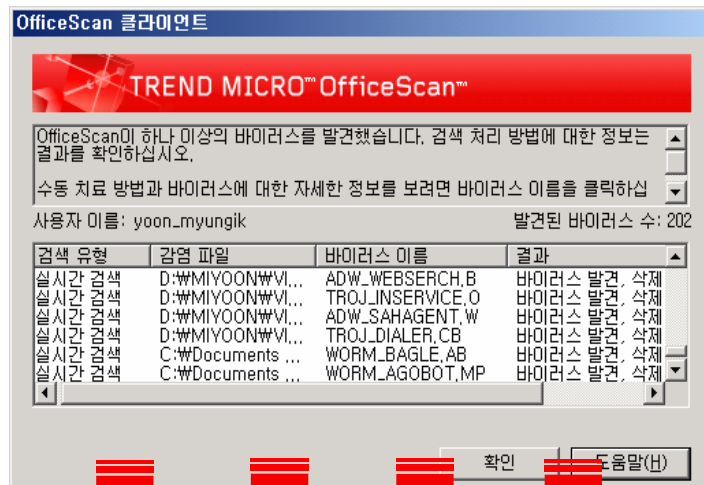 OfficeScan 클라이언트
TREND MICRO™ OfficeScan™
OfficeScan이 하나 이상의 바이러스를 발견했습니다. 검색 처리 방법에 대한 정보는
결과를 확인하십시오.
수동 치료 방법과 바이러스에 대한 자세한 정보를 보려면 바이러스 이름을 클릭하십
사용자 이름: yoon_myungik 발견된 바이러스 수: 202
검색 유형 감염 파일 바이러스 이름 결과
실시간 검색 D:₩MIYOON₩VI... ADW_WEBSERCH.B 바이러스 발견, 삭제
실시간 검색 D:₩MIYOON₩VI... TROJ_INSERVICE.O 바이러스 발견, 삭제
실시간 검색 D:₩MIYOON₩VI... ADW_SAHAGENT.W 바이러스 발견, 삭제
실시간 검색 D:₩MIYOON₩VI... TROJ_DIALER.CB 바이러스 발견, 삭제
실시간 검색 C:₩Documents ... WORM_BAGLE.AB 바이러스 발견, 삭제
실시간 검색 C:₩Documents ... WORM_AGOBOT.MP 바이러스 발견, 삭제
확인 도움말(H)